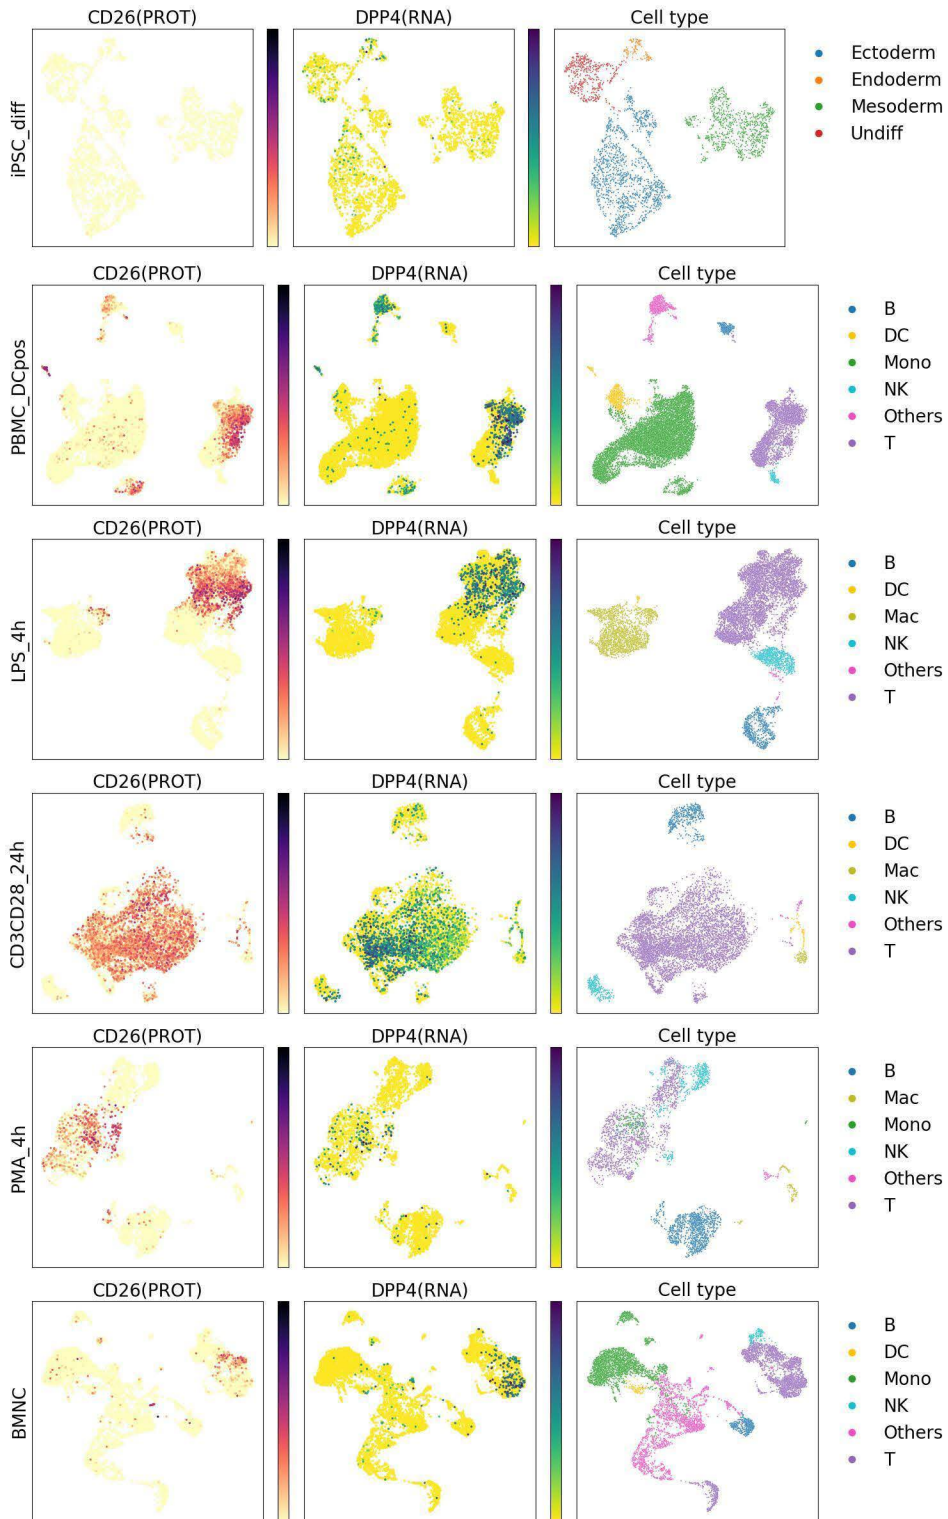 CD26(PROT) DPP4(RNA) Cell type
iPSC_diff
Ectoderm
Endoderm
Mesoderm
Undiff
CD26(PROT) DPP4(RNA) Cell type
PBMC_DCpos
B
DC
Mono
NK
Others
T
CD26(PROT) DPP4(RNA) Cell type
LPS_4h
B
DC
Mac
NK
Others
T
CD26(PROT) DPP4(RNA) Cell type
CD3CD28_24h
B
DC
Mac
NK
Others
T
CD26(PROT) DPP4(RNA) Cell type
PMA_4h
B
Mac
Mono
NK
Others
T
CD26(PROT) DPP4(RNA) Cell type
BMNC
B
DC
Mono
NK
Others
T